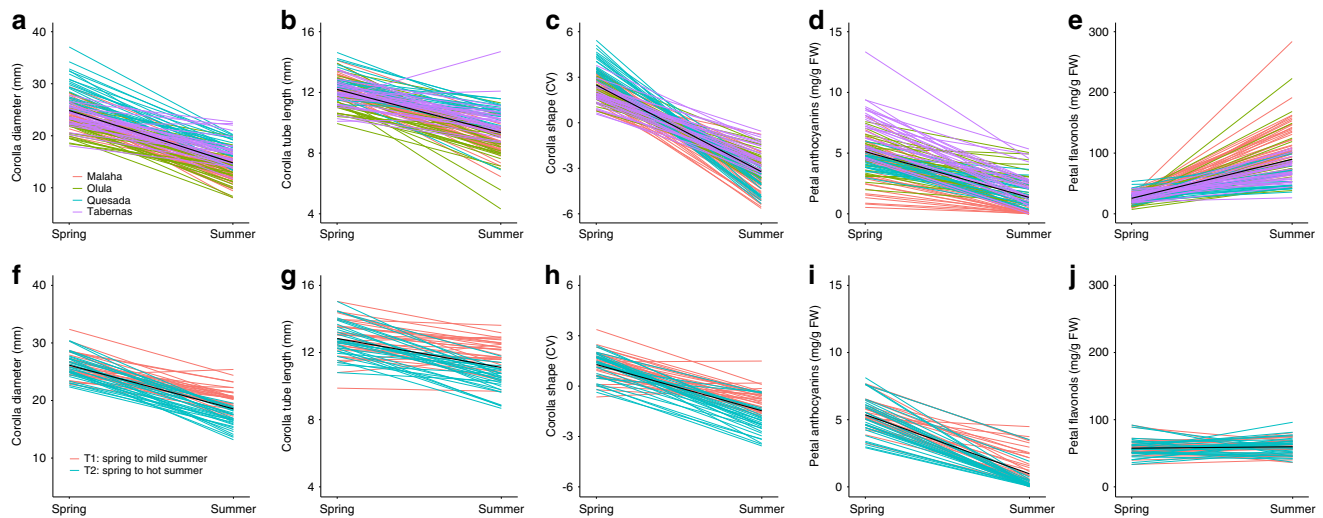 a
Corolla diameter (mm)
40
30
20
10
Malaha
Olula
Quesada
Tabernas
Spring
Summer
b
Corolla tube length (mm)
16
12
8
4
Spring
Summer
c
Corolla shape (CV)
6
3
0
-3
-6
Spring
Summer
d
Petal anthocyanins (mg/g FW)
15
10
5
0
Spring
Summer
e
Petal flavonols (mg/g FW)
300
200
150
100
50
0
Spring
Summer
f
Corolla diameter (mm)
40
30
20
10
T1: spring to mild summer
T2: spring to hot summer
Spring
Summer
g
Corolla tube length (mm)
16
12
8
4
Spring
Summer
h
Corolla shape (CV)
6
3
0
-3
-6
Spring
Summer
i
Petal anthocyanins (mg/g FW)
15
10
5
0
Spring
Summer
j
Petal flavonols (mg/g FW)
300
200
150
100
50
0
Spring
Summer